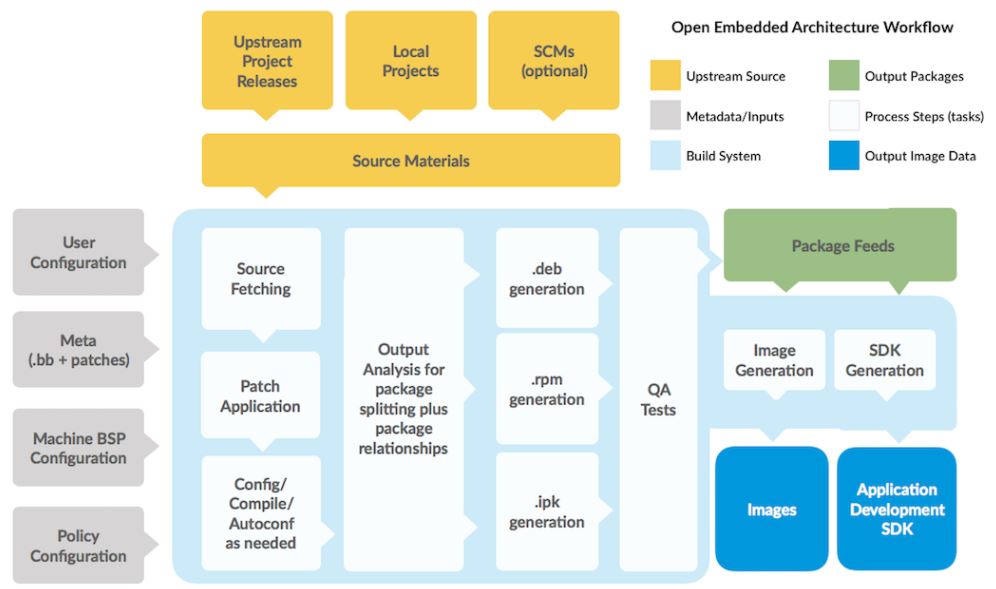 Open Embedded Architecture Workflow
Upstream
Project
Releases
Local
Projects
SCMs
(optional)
Upstream Source
Output Packages
Metadata/Inputs
Process Steps (tasks)
Build System
Output Image Data
Source Materials
User
Configuration
Meta
(.bb + patches)
Machine BSP
Configuration
Policy
Configuration
Source
Fetching
Patch
Application
Config/
Compile/
Autoconf
as needed
Output
Analysis for
package
splitting plus
package
relationships
.deb
generation
.rpm
generation
.ipk
generation
QA
Tests
Package Feeds
Image
Generation
SDK
Generation
Images
Application
Development
SDK